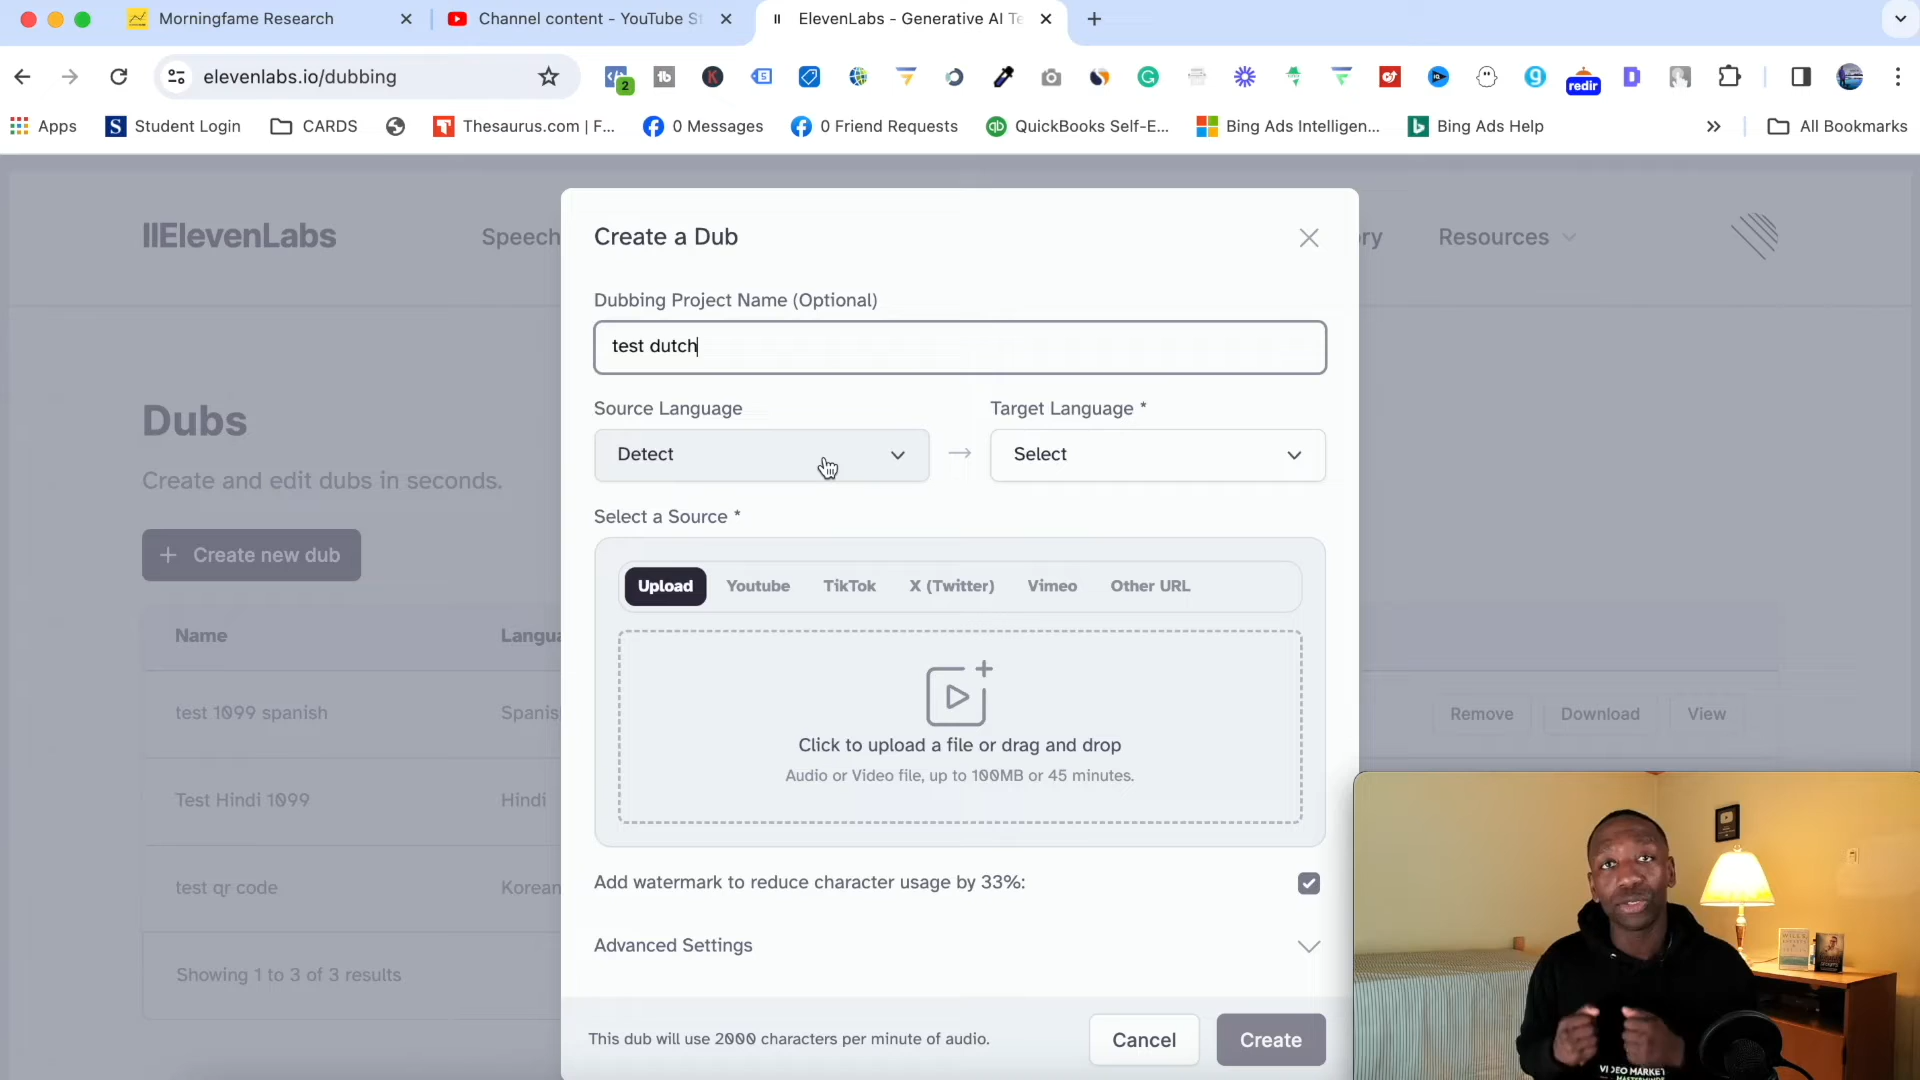 Morningfame Research
Channel content - YouTube S
ElevenLabs - Generative AI Te
elevenlabs.io/dubbing
2
redir
Apps
Student Login
CARDS
Thesaurus.com | F...
0 Messages
0 Friend Requests
QuickBooks Self-E...
Bing Ads Intelligen...
Bing Ads Help
All Bookmarks
IIElevenLabs
Speech
ry
Resources
Create a Dub
Dubbing Project Name (Optional)
test dutch
Source Language
Target Language *
Detect
Select
Dubs
Create and edit dubs in seconds.
Create new dub
Select a Source *
Upload
Youtube
TikTok
X (Twitter)
Vimeo
Other URL
Click to upload a file or drag and drop
Audio or Video file, up to 100MB or 45 minutes.
Name
Langua
test 1099 spanish
Spanis
Remove
Download
View
Test Hindi 1099
Hindi
test qr code
Korean
Showing 1 to 3 of 3 results
Add watermark to reduce character usage by 33%:
Advanced Settings
This dub will use 2000 characters per minute of audio.
Cancel
Create